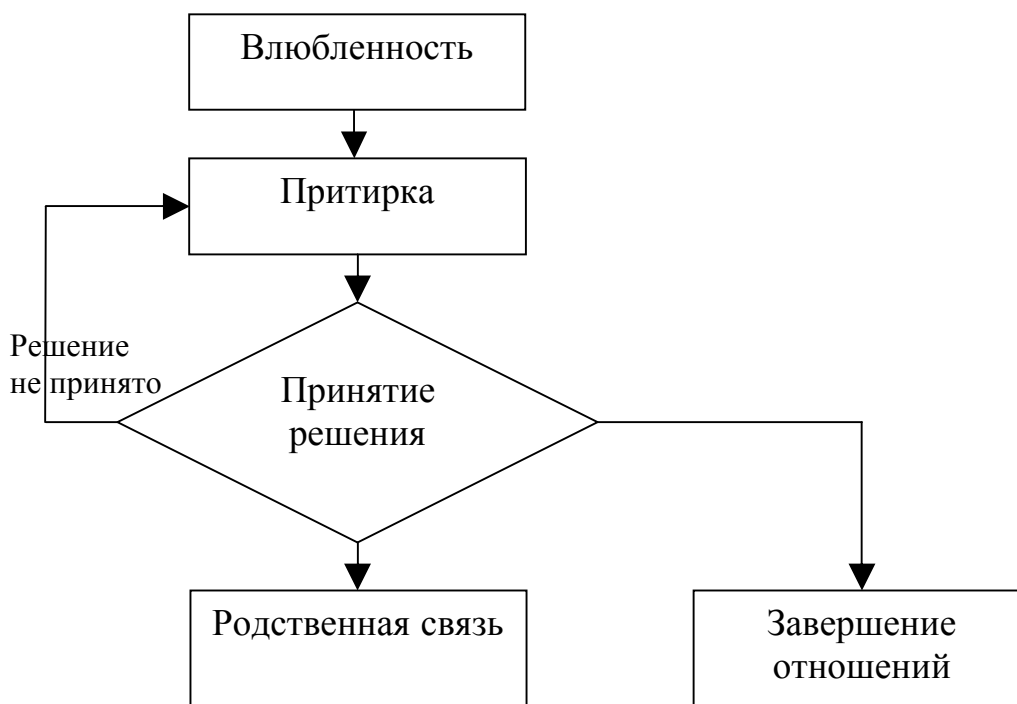 Влюбленность
Притирка
Решение
не принято
Принятие
решения
Родственная связь
Завершение
отношений